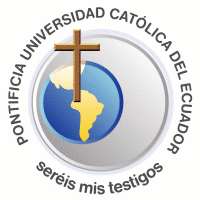 PONTIFICIA UNIVERSIDAD CATÓLICA DEL ECUADOR
seréis mis testigos